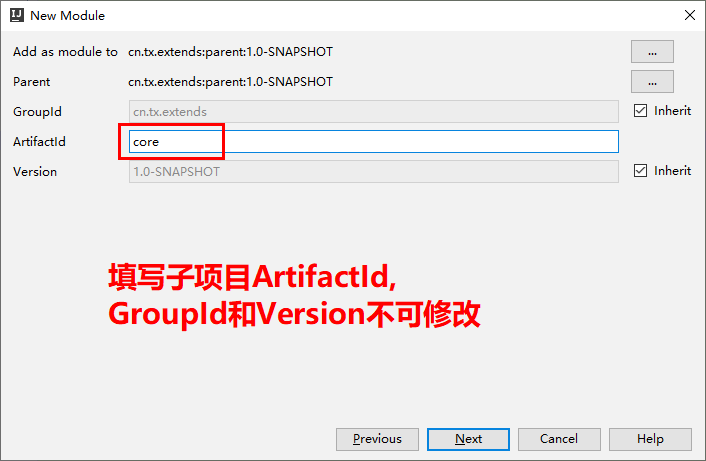 New Module
Add as module to cn.tx.extends:parent:1.0-SNAPSHOT ...
Parent cn.tx.extends:parent:1.0-SNAPSHOT ...
GroupId cn.tx.extends Inherit
ArtifactId core
Version 1.0-SNAPSHOT Inherit
填写子项目ArtifactId,
GroupId和Version不可修改
Previous Next Cancel Help